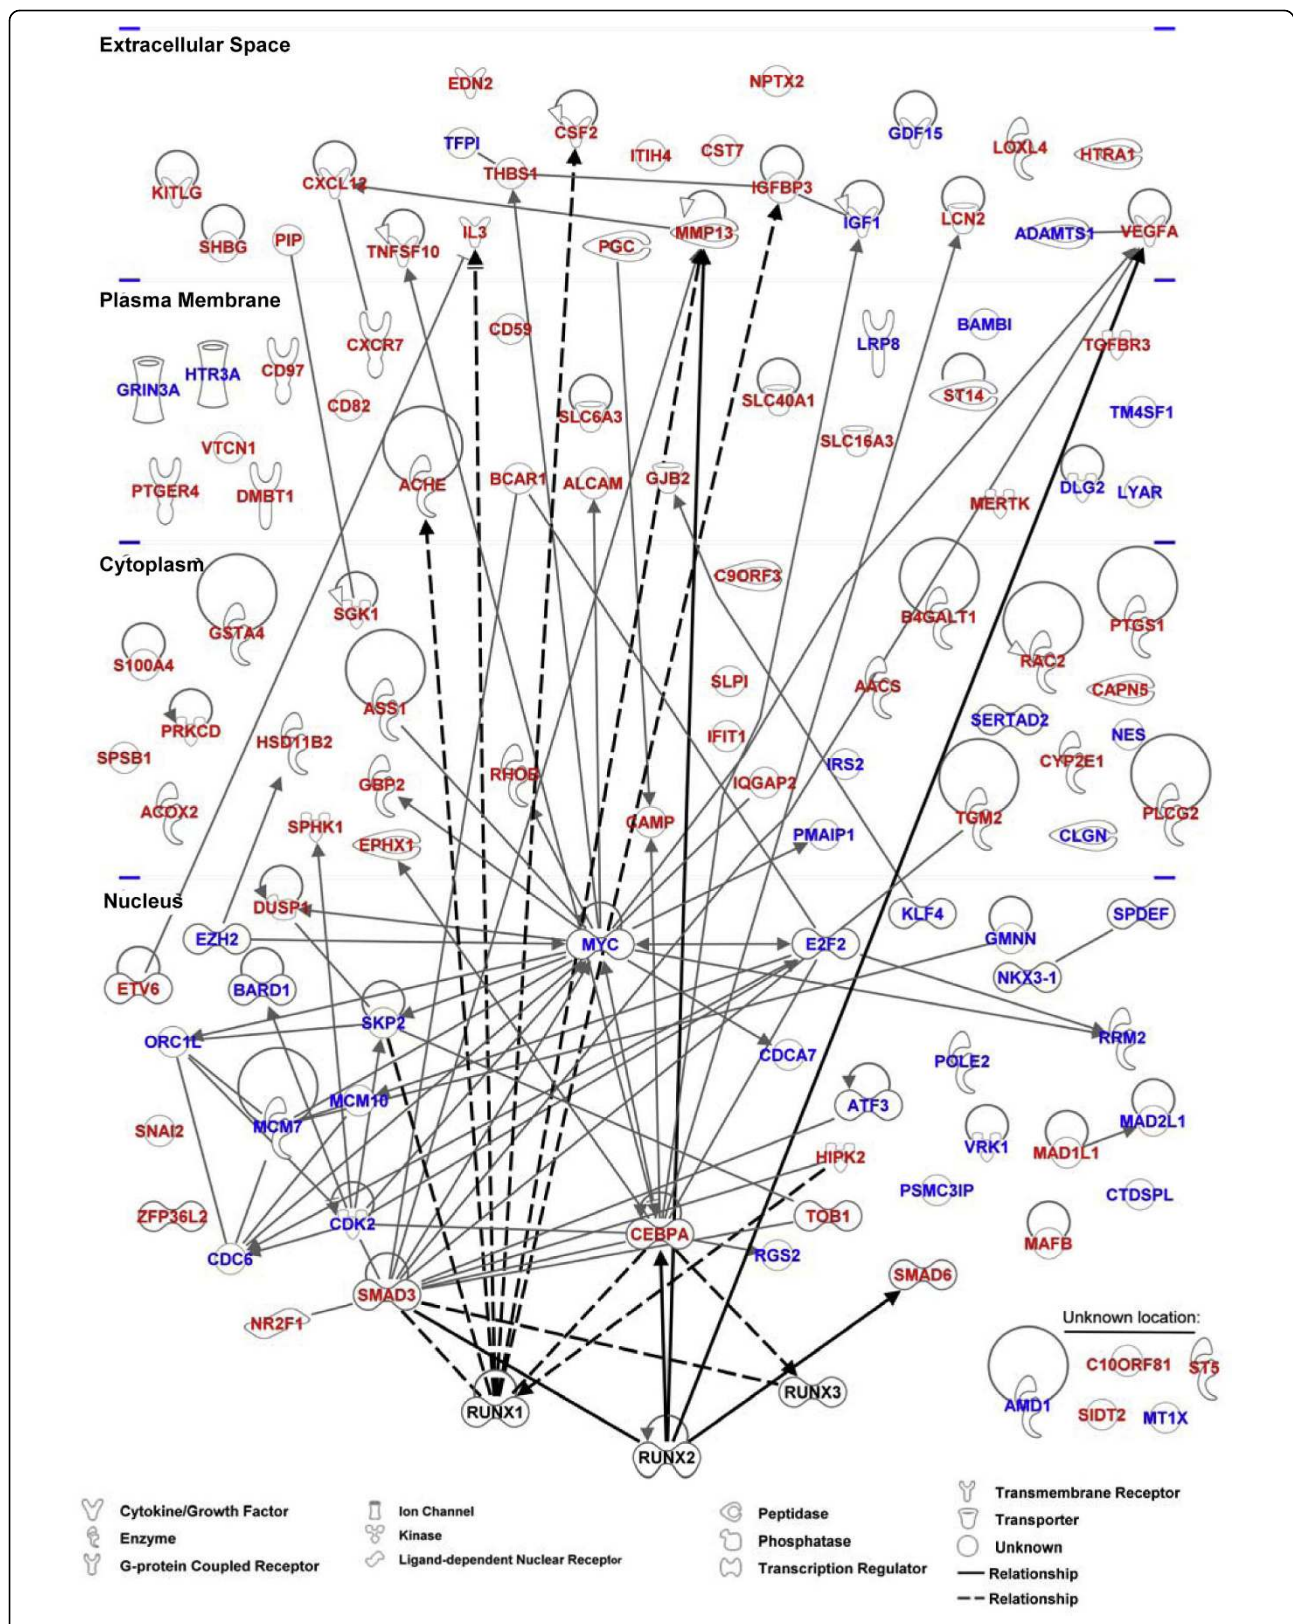 Extracellular Space
EDN2
NPTX2
CSF2
GDF15
TFPI
ITIH4
CST7
LOXL4
HTRA1
KITLG
CXCL12
THBS1
IGFBP3
SHBG
PIP
TNFSF10
IL3
PGC
MMP13
IGF1
LCN2
ADAMTS1
VEGFA
Plasma Membrane
CD59
BAMBI
GRIN3A
HTR3A
CD97
CXCR7
LRP8
TGFBR3
CD82
SLC6A3
SLC40A1
ST14
TM4SF1
VTCN1
SLC16A3
PTGER4
DMBT1
ACHE
BCAR1
ALCAM
GJB2
MERTK
DLG2
LYAR
Cytoplasm
C9ORF3
GSTA4
SGK1
B4GALT1
PTGS1
S100A4
RAC2
ASS1
SLPI
AACS
CAPN5
PRKCD
HSD11B2
IFIT1
SERTAD2
NES
SPSB1
GBP2
RHOB
IQGAP2
IRS2
CYP2E1
ACOX2
SPHK1
EPHX1
CAMP
PMAIP1
TGM2
CLGN
PLCG2
Nucleus
DUSP1
KLF4
SPDEF
EZH2
MYC
E2F2
GMNN
ETV6
BARD1
NKX3-1
ORC1L
SKP2
CDCA7
POLE2
RRM2
MCM10
ATF3
SNAI2
MCM7
VRK1
MAD1L1
MAD2L1
HIPK2
PSMC3IP
CTDSPL
ZFP36L2
CDK2
CEBPA
TOB1
CDC6
RGS2
MAFB
SMAD3
SMAD6
NR2F1
Unknown location:
C10ORF81
ST5
RUNX1
RUNX3
AMD1
SIDT2
MT1X
RUNX2
Cytokine/Growth Factor
Enzyme
G-protein Coupled Receptor
Ion Channel
Kinase
Ligand-dependent Nuclear Receptor
Peptidase
Phosphatase
Transcription Regulator
Transmembrane Receptor
Transporter
Unknown
Relationship
Relationship